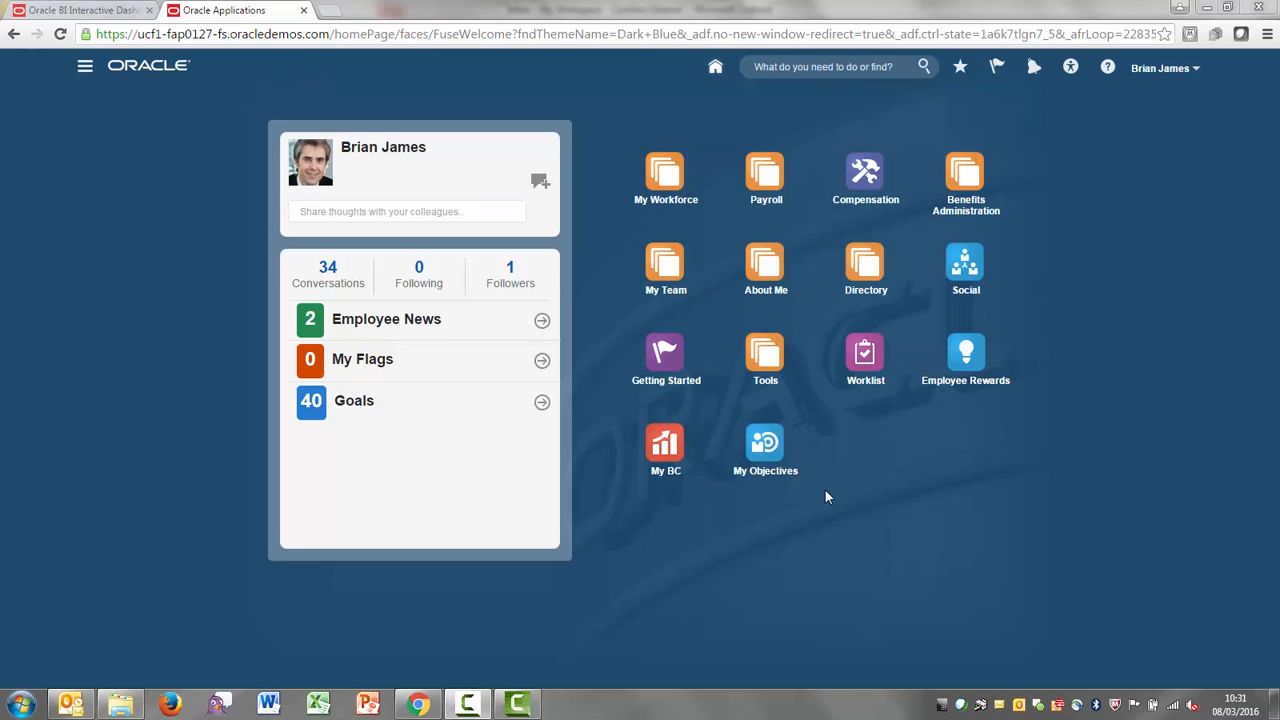 Oracle BI Interactive Dash
Oracle Applications
https://ucf1-fap0127-fs.oracledemos.com/homePage/faces/FuseWelcome?fndThemeName=Dark+Blue&_adf.no-new-window-redirect=true&_adf.ctrl-state=1a6k7tlgn7_5&_afrLoop=22835
ORACLE
What do you need to do or find?
Brian James
Brian James
Share thoughts with your colleagues..
34 0 1
Conversations Following Followers
2 Employee News
0 My Flags
40 Goals
My Workforce Payroll Compensation Benefits
Administration
My Team About Me Directory Social
Getting Started Tools Worklist Employee Rewards
My BC My Objectives
10:31
08/03/2016